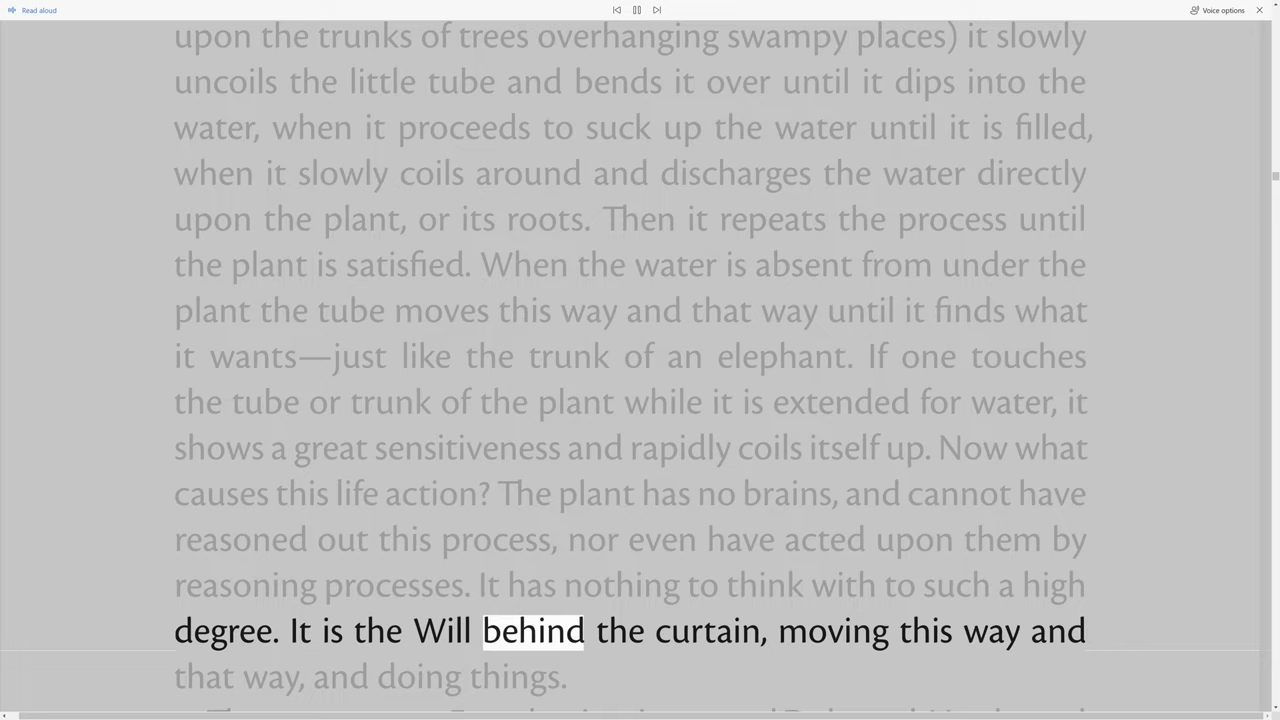 Read aloud
Voice options
upon the trunks of trees overhanging swampy places) it slowly
uncoils the little tube and bends it over until it dips into the
water, when it proceeds to suck up the water until it is filled,
when it slowly coils around and discharges the water directly
upon the plant, or its roots. Then it repeats the process until
the plant is satisfied. When the water is absent from under the
plant the tube moves this way and that way until it finds what
it wants—just like the trunk of an elephant. If one touches
the tube or trunk of the plant while it is extended for water, it
shows a great sensitiveness and rapidly coils itself up. Now what
causes this life action? The plant has no brains, and cannot have
reasoned out this process, nor even have acted upon them by
reasoning processes. It has nothing to think with to such a high
degree. It is the Will behind the curtain, moving this way and
that way, and doing things.